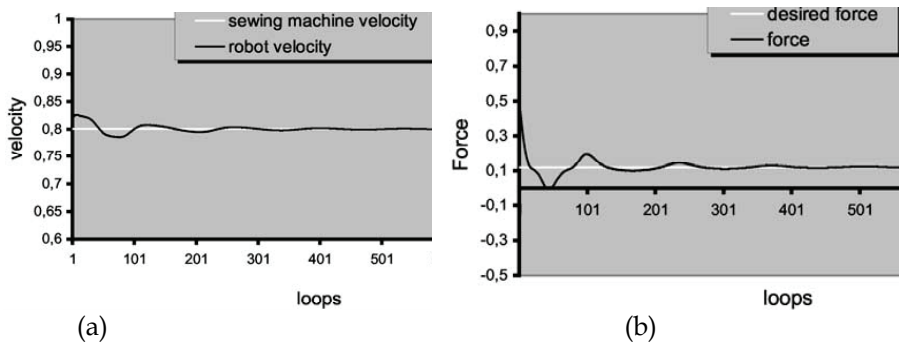 sewing machine velocity
robot velocity
1
0,95
0,9
0,85
0,8
0,75
0,7
0,65
0,6
velocity
1 101 201 301 401 501
loops
(a)
desired force
force
0,9
0,7
0,5
0,3
0,1
-0,1
-0,3
-0,5
Force
101 201 301 401 501
loops
(b)